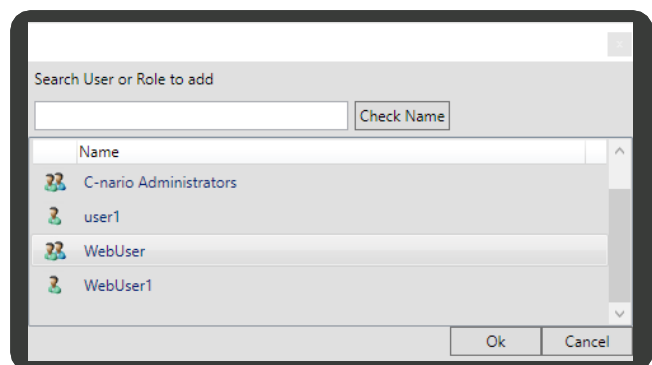 Search User or Role to add
Check Name
Name
C-nario Administrators
user1
WebUser
WebUser1
Ok Cancel